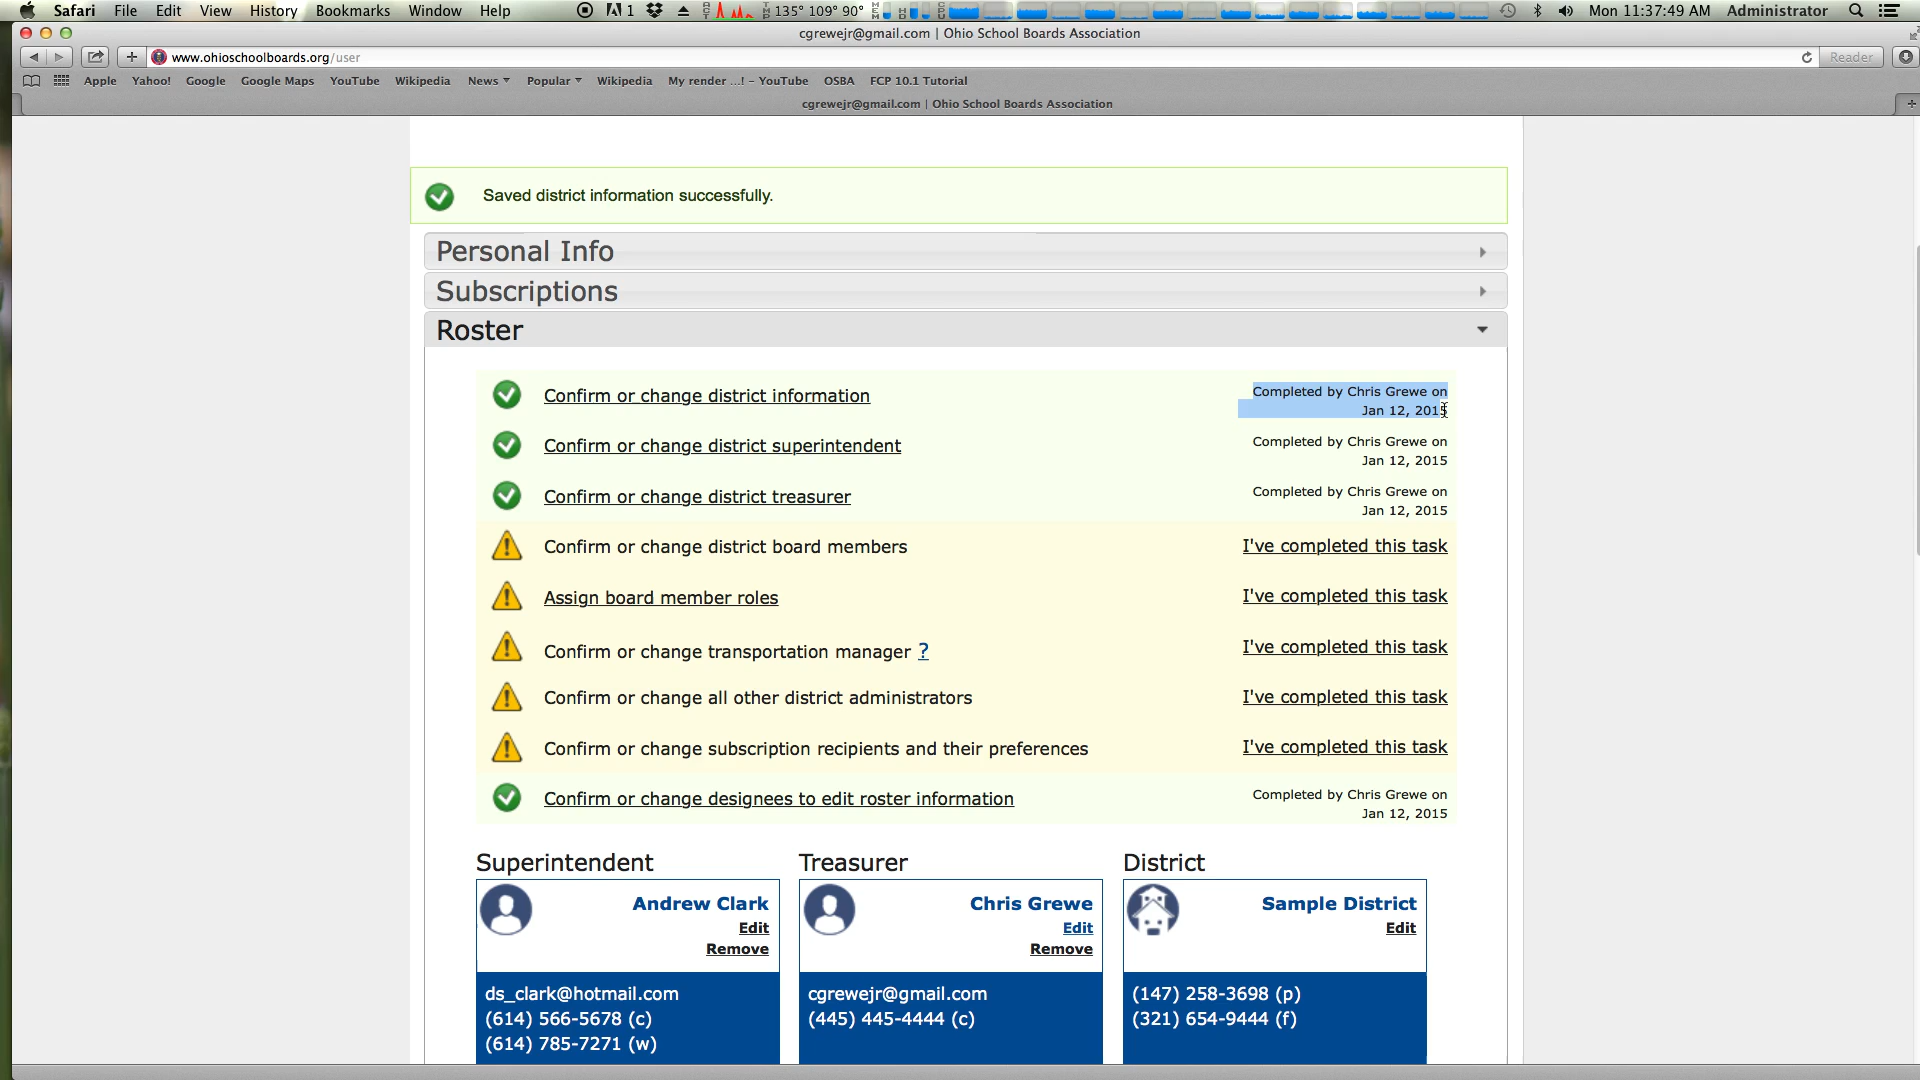 Safari File Edit View History Bookmarks Window Help 1 135° 109° 90° Mon 11:37:49 AM Administrator
cgrewejr@gmail.com | Ohio School Boards Association
www.ohioschoolboards.org/user Reader
Apple Yahoo! Google Google Maps YouTube Wikipedia News Popular Wikipedia My render ...! - YouTube OSBA FCP 10.1 Tutorial
cgrewejr@gmail.com | Ohio School Boards Association
Saved district information successfully.
Personal Info
Subscriptions
Roster
Confirm or change district information
Completed by Chris Grewe on
Jan 12, 2015
Confirm or change district superintendent
Completed by Chris Grewe on
Jan 12, 2015
Confirm or change district treasurer
Completed by Chris Grewe on
Jan 12, 2015
Confirm or change district board members I've completed this task
Assign board member roles I've completed this task
Confirm or change transportation manager ? I've completed this task
Confirm or change all other district administrators I've completed this task
Confirm or change subscription recipients and their preferences I've completed this task
Confirm or change designees to edit roster information
Completed by Chris Grewe on
Jan 12, 2015
Superintendent
Andrew Clark
Edit
Remove
ds_clark@hotmail.com
(614) 566-5678 (c)
(614) 785-7271 (w)
Treasurer
Chris Grewe
Edit
Remove
cgrewejr@gmail.com
(445) 445-4444 (c)
District
Sample District
Edit
(147) 258-3698 (p)
(321) 654-9444 (f)